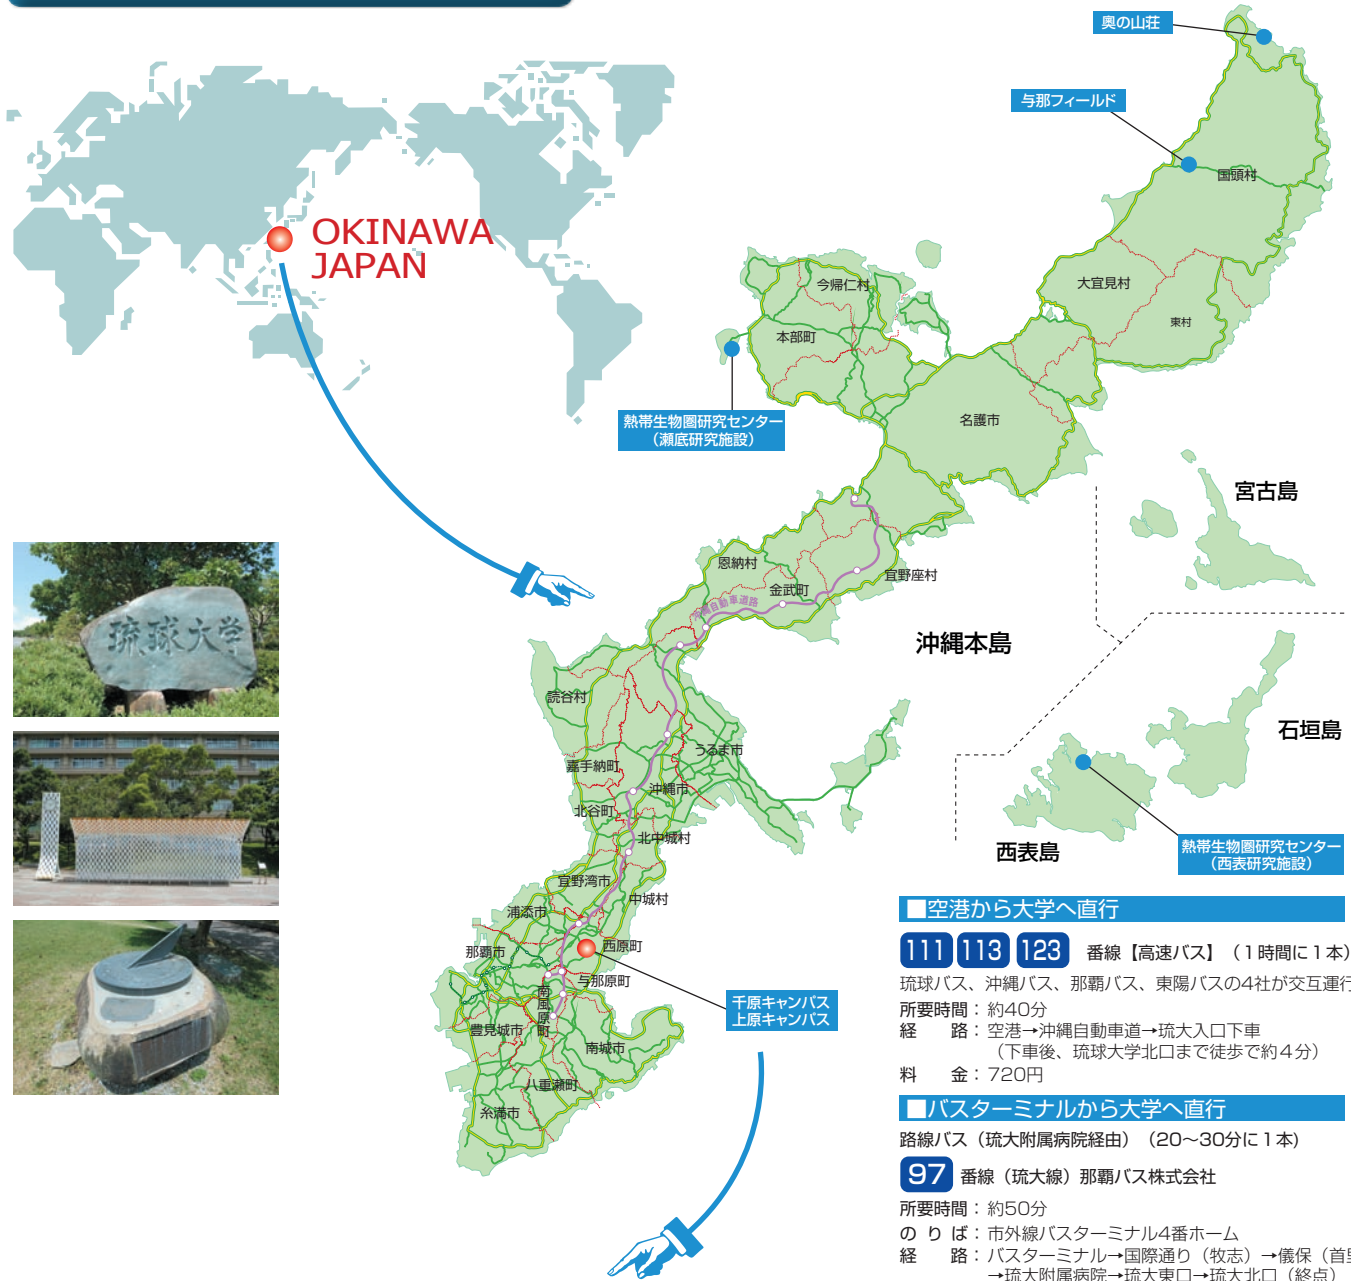 奥の山荘
与那フィールド
国頭村
OKINAWA
JAPAN
大宜見村
今帰仁村
東村
本部町
熱帯生物圏研究センター
（瀬底研究施設）
名護市
宮古島
恩納村
金武町
宜野座村
沖縄自動車道路
沖縄本島
琉球大学
読谷村
石垣島
うるま市
嘉手納町
沖縄市
北谷町
北中城村
西表島
熱帯生物圏研究センター
（西表研究施設）
宜野湾市
中城村
浦添市
那覇市
西原町
与那原町
南風原町
千原キャンパス
上原キャンパス
豊見城市
南城市
八重瀬町
糸満市
■空港から大学へ直行
111 113 123 番線【高速バス】（１時間に１本）
琉球バス、沖縄バス、那覇バス、東陽バスの4社が交互運行
所要時間：約40分
経　　路：空港→沖縄自動車道→琉大入口下車
（下車後、琉球大学北口まで徒歩で約４分）
料　　金：720円
■バスターミナルから大学へ直行
路線バス（琉大附属病院経由）（20～30分に１本)
97 番線（琉大線）那覇バス株式会社
所要時間：約50分
の り ば：市外線バスターミナル4番ホーム
経　　路：バスターミナル→国際通り（牧志）→儀保（首里
→琉大附属病院→琉大東口→琉大北口（終点）